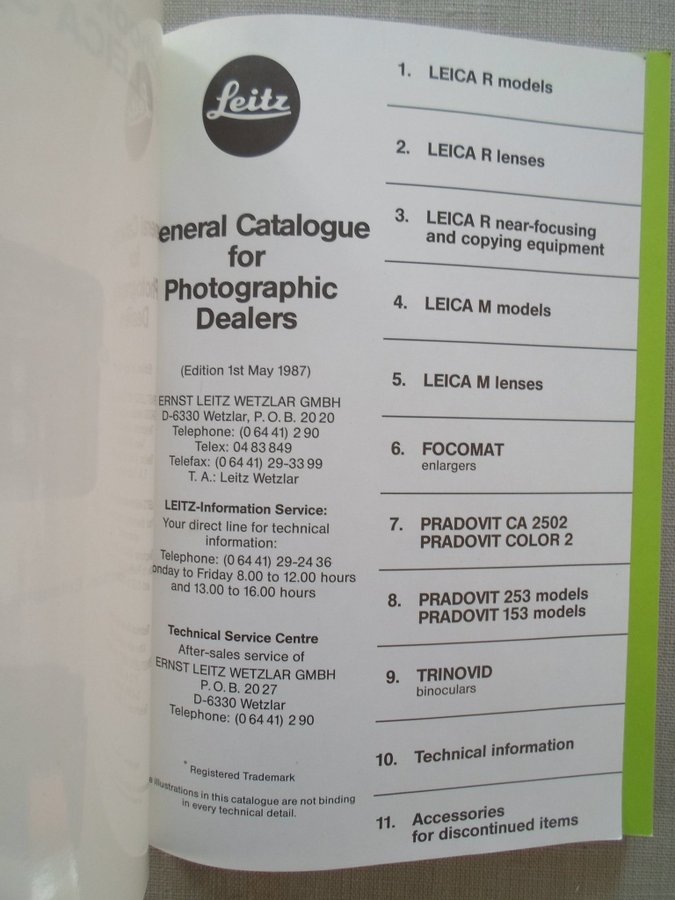 Leitz
General Catalogue
for
Photographic
Dealers
(Edition 1st May 1987)
ERNST LEITZ WETZLAR GMBH
D-6330 Wetzlar, P. O. B. 20 20
Telephone: (0 64 41) 2 90
Telex: 04 83 849
Telefax: (0 64 41) 29-33 99
T. A.: Leitz Wetzlar
LEITZ-Information Service:
Your direct line for technical
information:
Telephone: (0 64 41) 29-24 36
onday to Friday 8.00 to 12.00 hours
and 13.00 to 16.00 hours
Technical Service Centre
After-sales service of
ERNST LEITZ WETZLAR GMBH
P. O. B. 20 27
D-6330 Wetzlar
Telephone: (0 64 41) 2 90
* Registered Trademark
e illustrations in this catalogue are not binding
in every technical detail.
1. LEICA R models
2. LEICA R lenses
3. LEICA R near-focusing
and copying equipment
4. LEICA M models
5. LEICA M lenses
6. FOCOMAT
enlargers
7. PRADOVIT CA 2502
PRADOVIT COLOR 2
8. PRADOVIT 253 models
PRADOVIT 153 models
9. TRINOVID
binoculars
10. Technical information
11. Accessories
for discontinued items